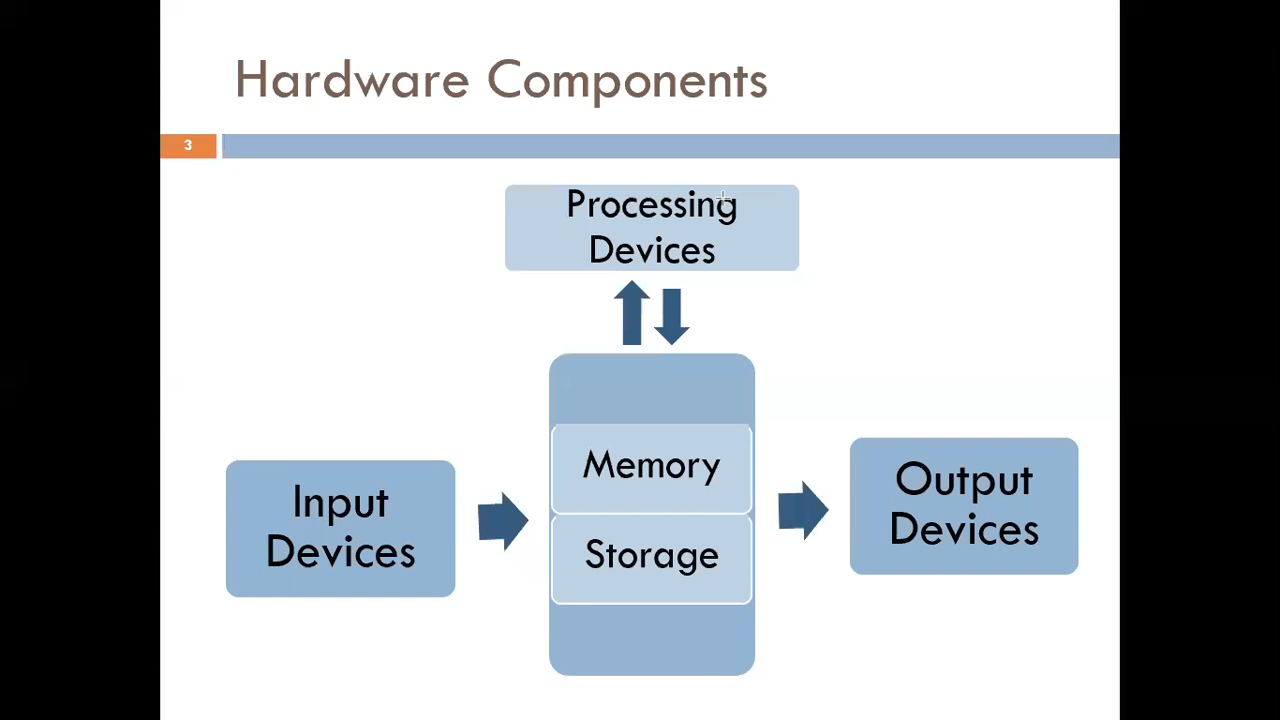 Hardware Components
3
Processing
Devices
Memory
Storage
Input
Devices
Output
Devices